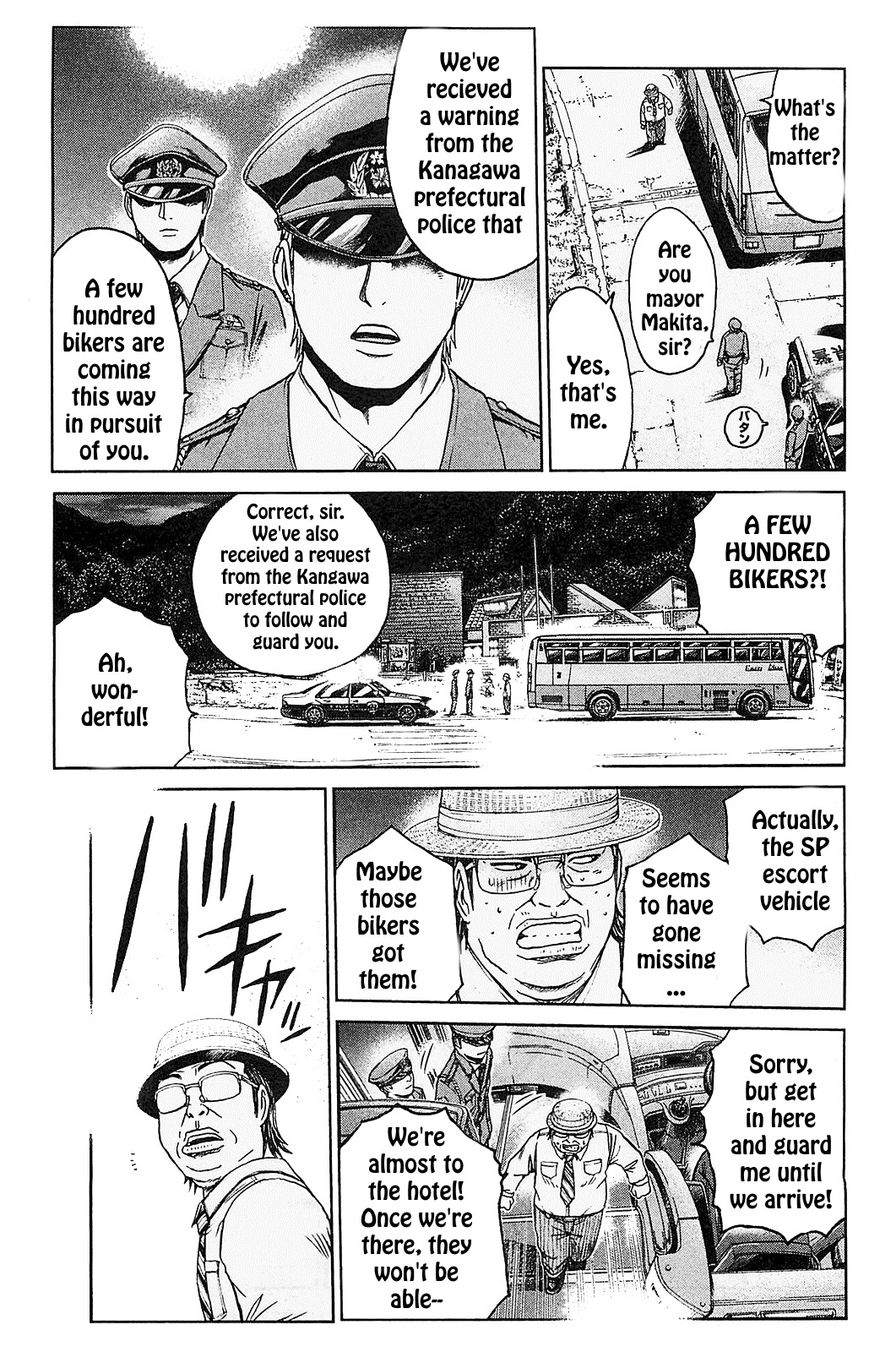 What's
the
matter?
Are
you
mayor
Makita,
sir?
Yes,
that's
me.
バタン
We've
recieved
a warning
from the
Kanagawa
prefectural
police that
A few
hundred
bikers are
coming
this way
in pursuit
of you.
A FEW
HUNDRED
BIKERS?!
Correct, sir.
We've also
received a request
from the Kangawa
prefectural police
to follow and
guard you.
Ah,
won-
derful!
Actually,
the SP
escort
vehicle
Seems
to have
gone
missing
...
Maybe
those
bikers
got
them!
Sorry,
but get
in here
and guard
me until
we arrive!
We're
almost to
the hotel!
Once we're
there, they
won't be
able--